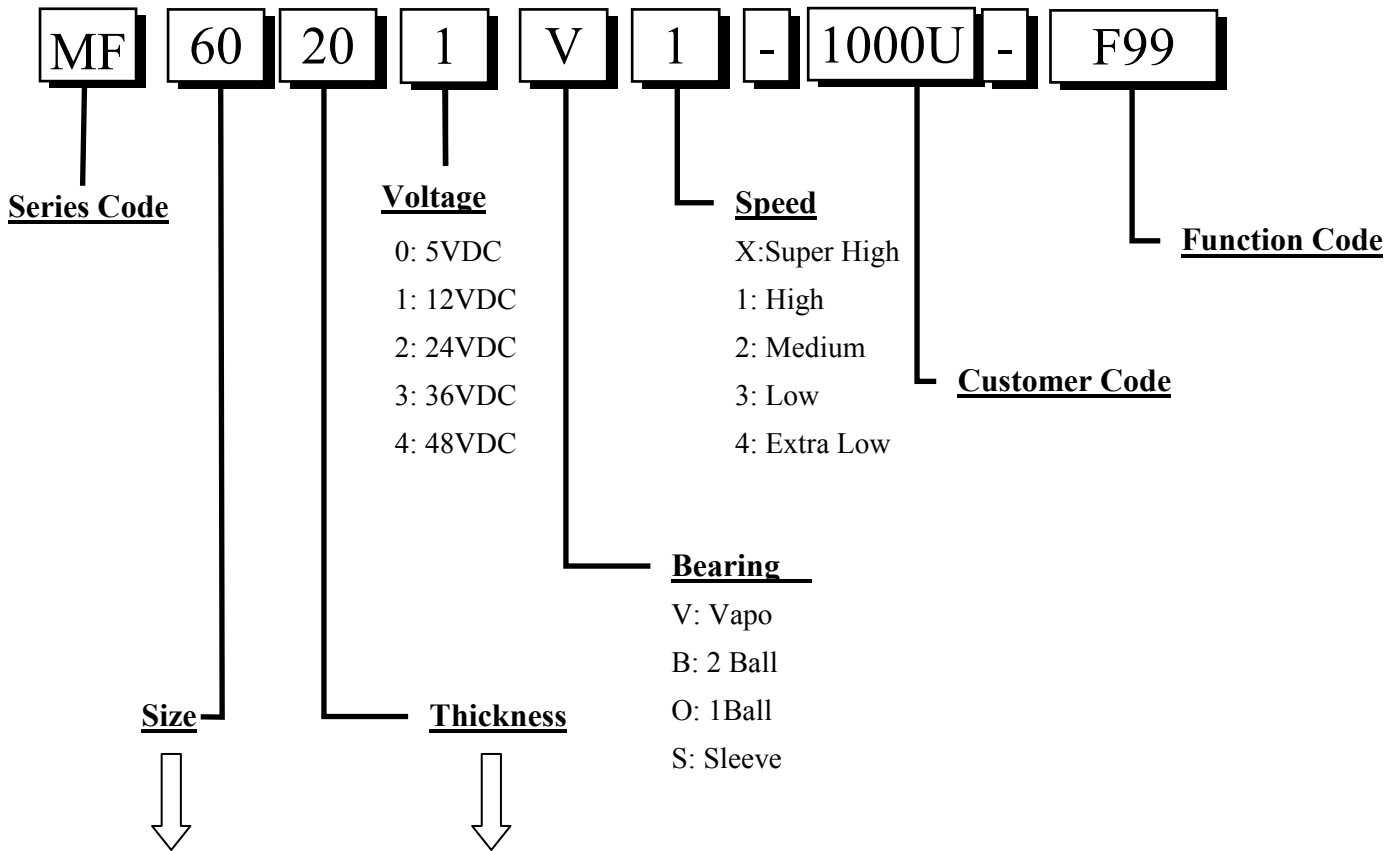 MF 60 20 1 V 1 - 1000U - F99
Series Code
Voltage
0: 5VDC
1: 12VDC
2: 24VDC
3: 36VDC
4: 48VDC
Speed
X:Super High
1: High
2: Medium
3: Low
4: Extra Low
Function Code
Customer Code
Bearing
V: Vapo
B: 2 Ball
O: 1Ball
S: Sleeve
Size
Thickness